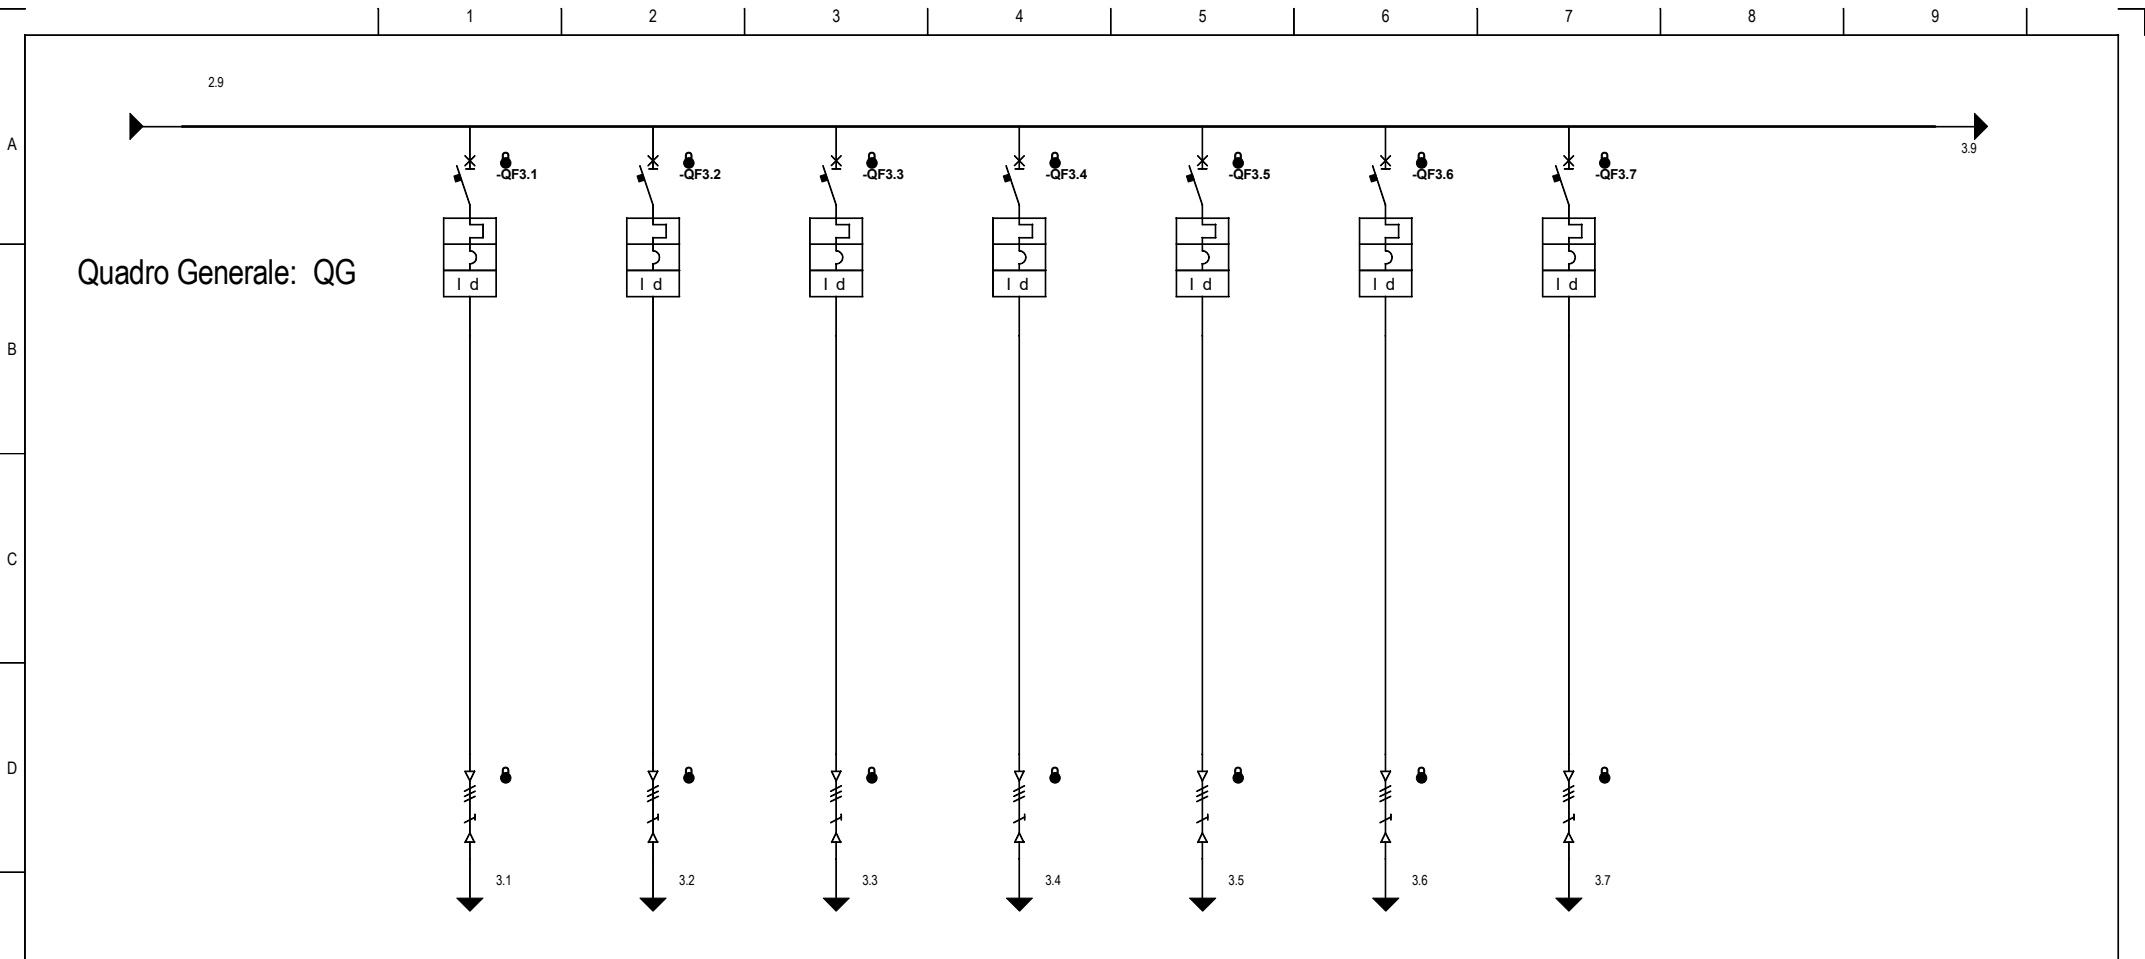 1 2 3 4 5 6 7 8 9
2.9
A
3.9
-QF3.1 -QF3.2 -QF3.3 -QF3.4 -QF3.5 -QF3.6 -QF3.7
Quadro Generale: QG
I d I d I d I d I d I d I d
B
C
D
3.1 3.2 3.3 3.4 3.5 3.6 3.7